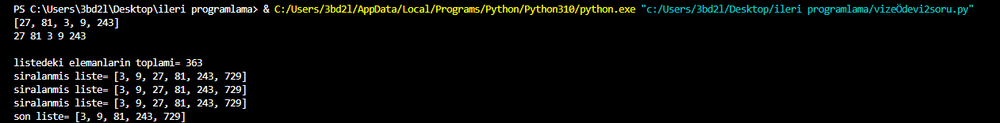 PS C:\Users\3bd2l\Desktop\ileri programlama> & C:/Users/3bd2l/AppData/Local/Programs/Python/Python310/python.exe "c:/Users/3bd2l/Desktop/ileri programlama/vizeÖdevi2soru.py"
[27, 81, 3, 9, 243]
27 81 3 9 243
listedeki elemanlarin toplami= 363
siralanmis liste= [3, 9, 27, 81, 243, 729]
siralanmis liste= [3, 9, 27, 81, 243, 729]
siralanmis liste= [3, 9, 27, 81, 243, 729]
son liste= [3, 9, 81, 243, 729]